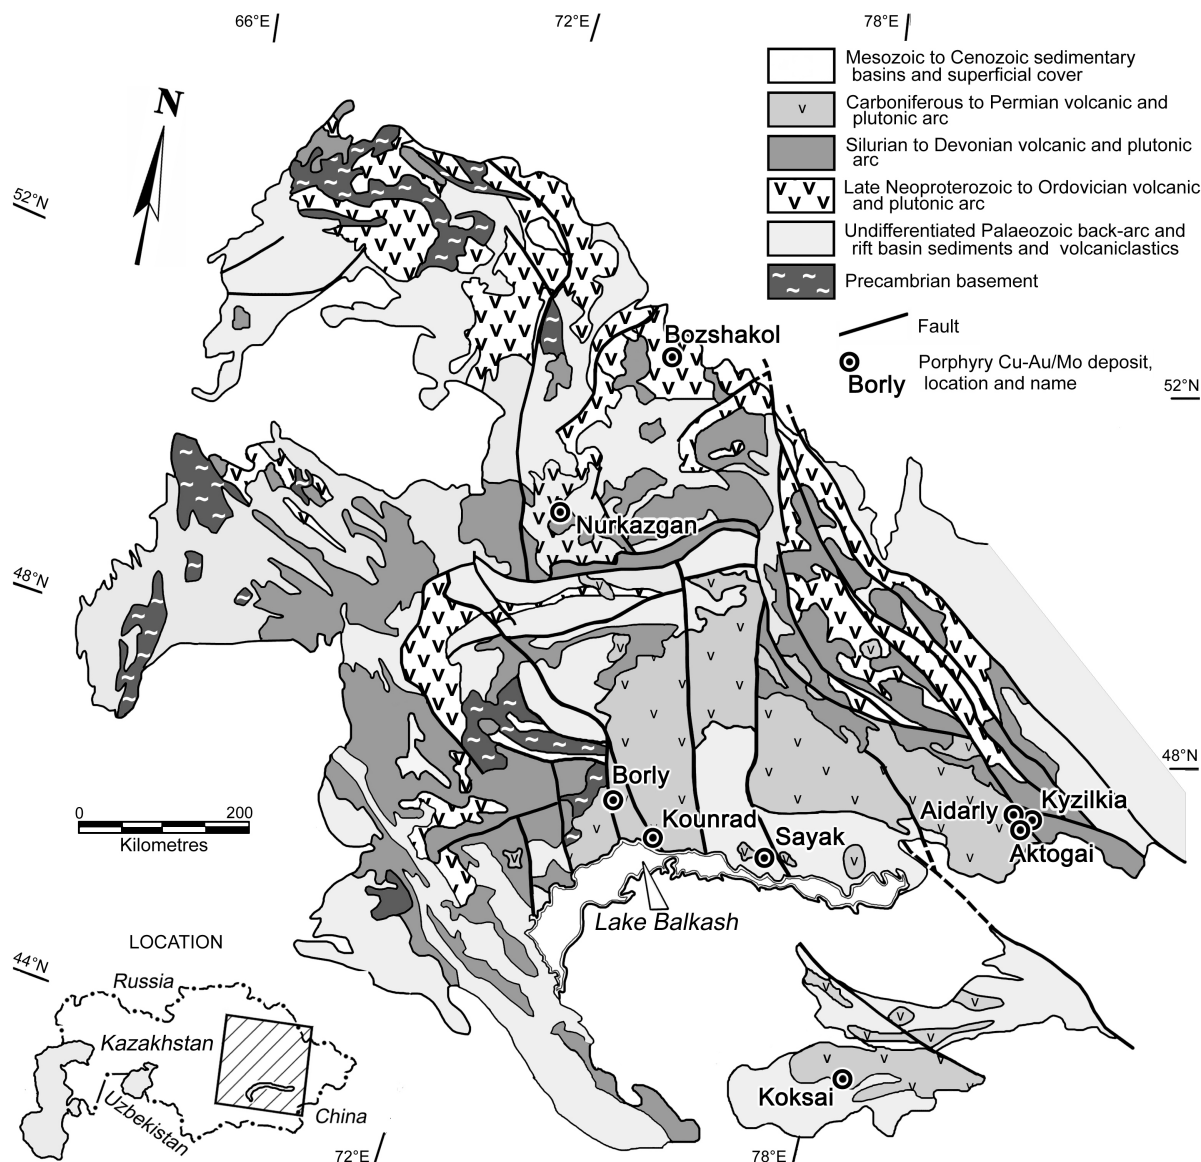 66°E
72°E
78°E
Mesozoic to Cenozoic sedimentary
basins and superficial cover
v
Carboniferous to Permian volcanic and
plutonic arc
Silurian to Devonian volcanic and plutonic
arc
Late Neoproterozoic to Ordovician volcanic
and plutonic arc
Undifferentiated Palaeozoic back-arc and
rift basin sediments and volcaniclastics
Precambrian basement
Fault
Porphyry Cu-Au/Mo deposit,
location and name
Borly
N
52°N
52°N
Bozshakol
Nurkazgan
48°N
48°N
Borly
Kounrad
Sayak
Aidarly
Kyzilkia
Aktogai
0
200
Kilometres
Lake Balkash
LOCATION
44°N
Russia
Kazakhstan
Uzbekistan
China
Koksai
72°E
78°E